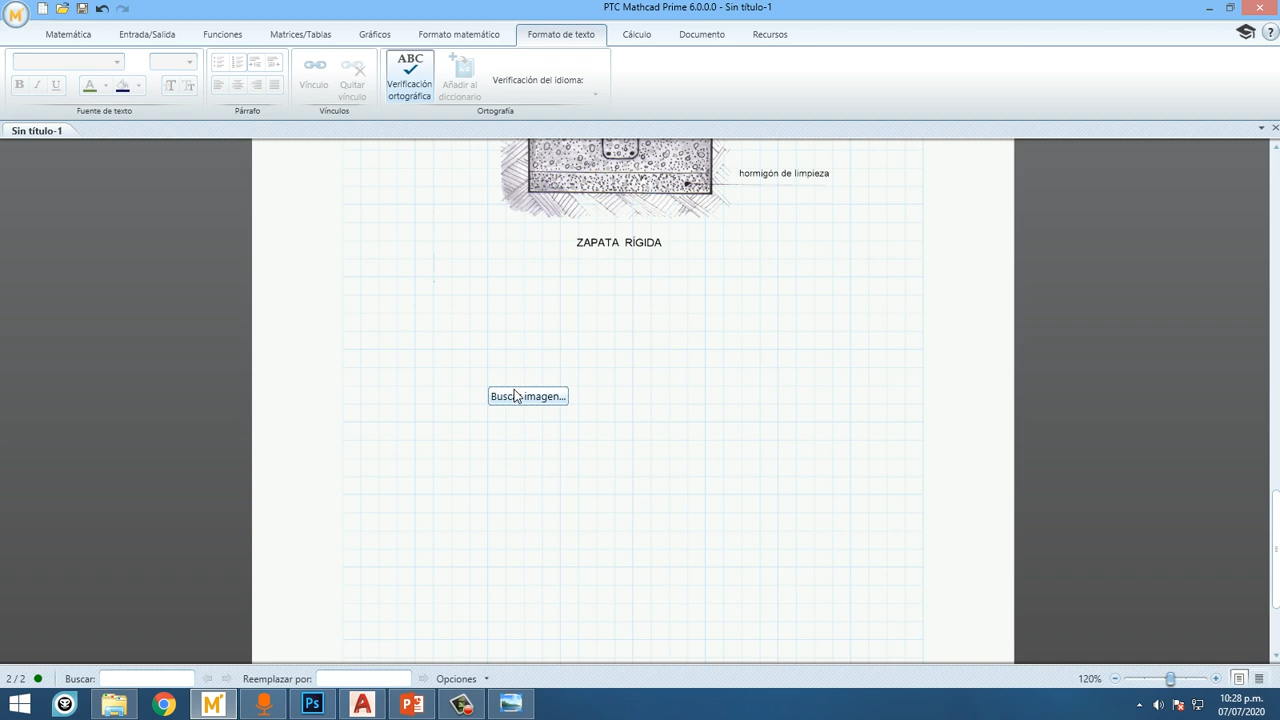 PTC Mathcad Prime 6.0.0.0 - Sin título-1
Matemática
Entrada/Salida
Funciones
Matrices/Tablas
Gráficos
Formato matemático
Formato de texto
Cálculo
Documento
Recursos
B I U
A
Fuente de texto
Párrafo
Vínculo
Quitar
vínculo
Vínculos
ABC
Verificación
ortográfica
Añadir al
diccionario
Verificación del idioma:
Ortografía
Sin título-1
hormigón de limpieza
ZAPATA RÍGIDA
Buscar imagen...
2 / 2
Buscar:
Reemplazar por:
Opciones
120%
10:28 p.m.
07/07/2020